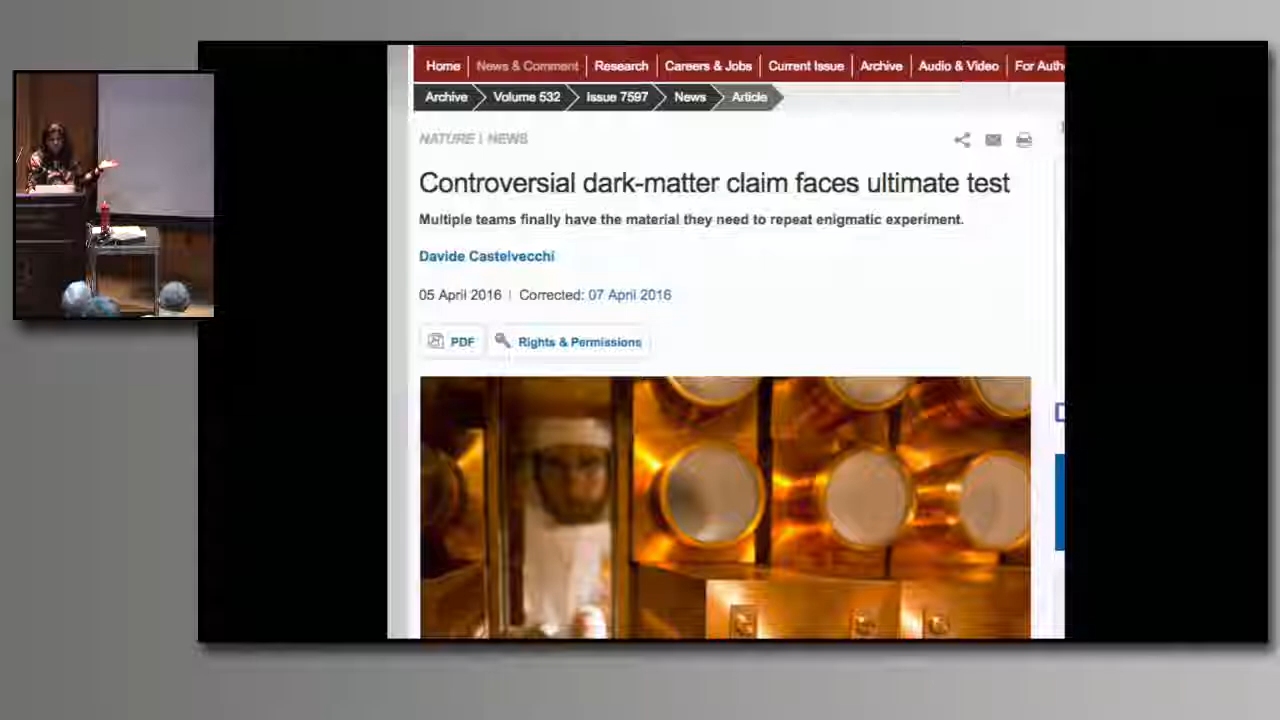 Home News & Comment Research Careers & Jobs Current Issue Archive Audio & Video For Auth
Archive Volume 532 Issue 7597 News Article
NATURE | NEWS
Controversial dark-matter claim faces ultimate test
Multiple teams finally have the material they need to repeat enigmatic experiment.
Davide Castelvecchi
05 April 2016 | Corrected: 07 April 2016
PDF Rights & Permissions